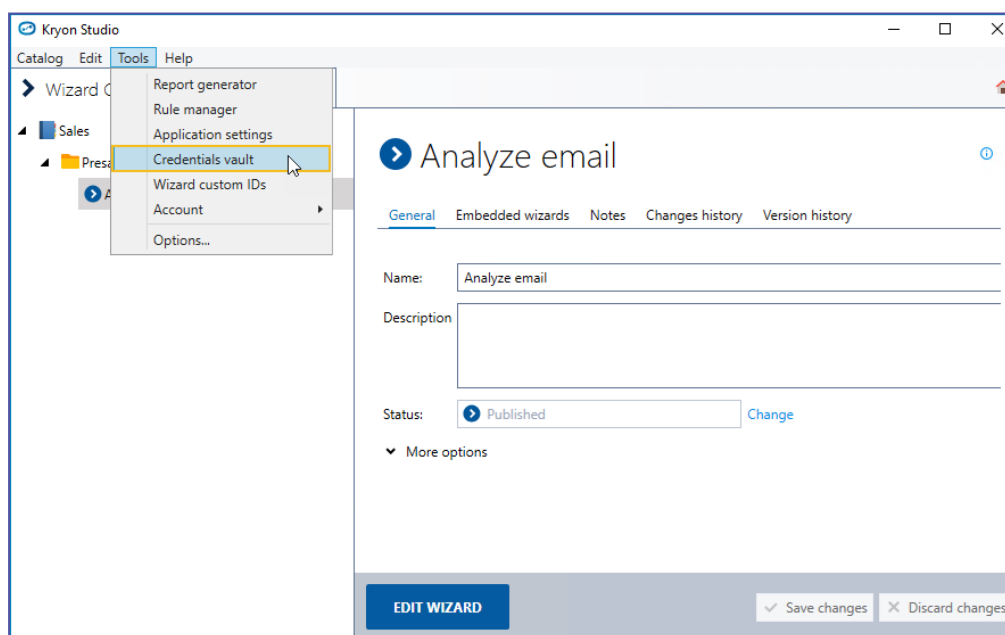 Kryon Studio
Catalog Edit Tools Help
Wizard
Report generator
Rule manager
Application settings
Credentials vault
Wizard custom IDs
Account
Options...
Sales
Analyze email
General Embedded wizards Notes Changes history Version history
Name: Analyze email
Description
Status: Published Change
More options
EDIT WIZARD Save changes Discard changes